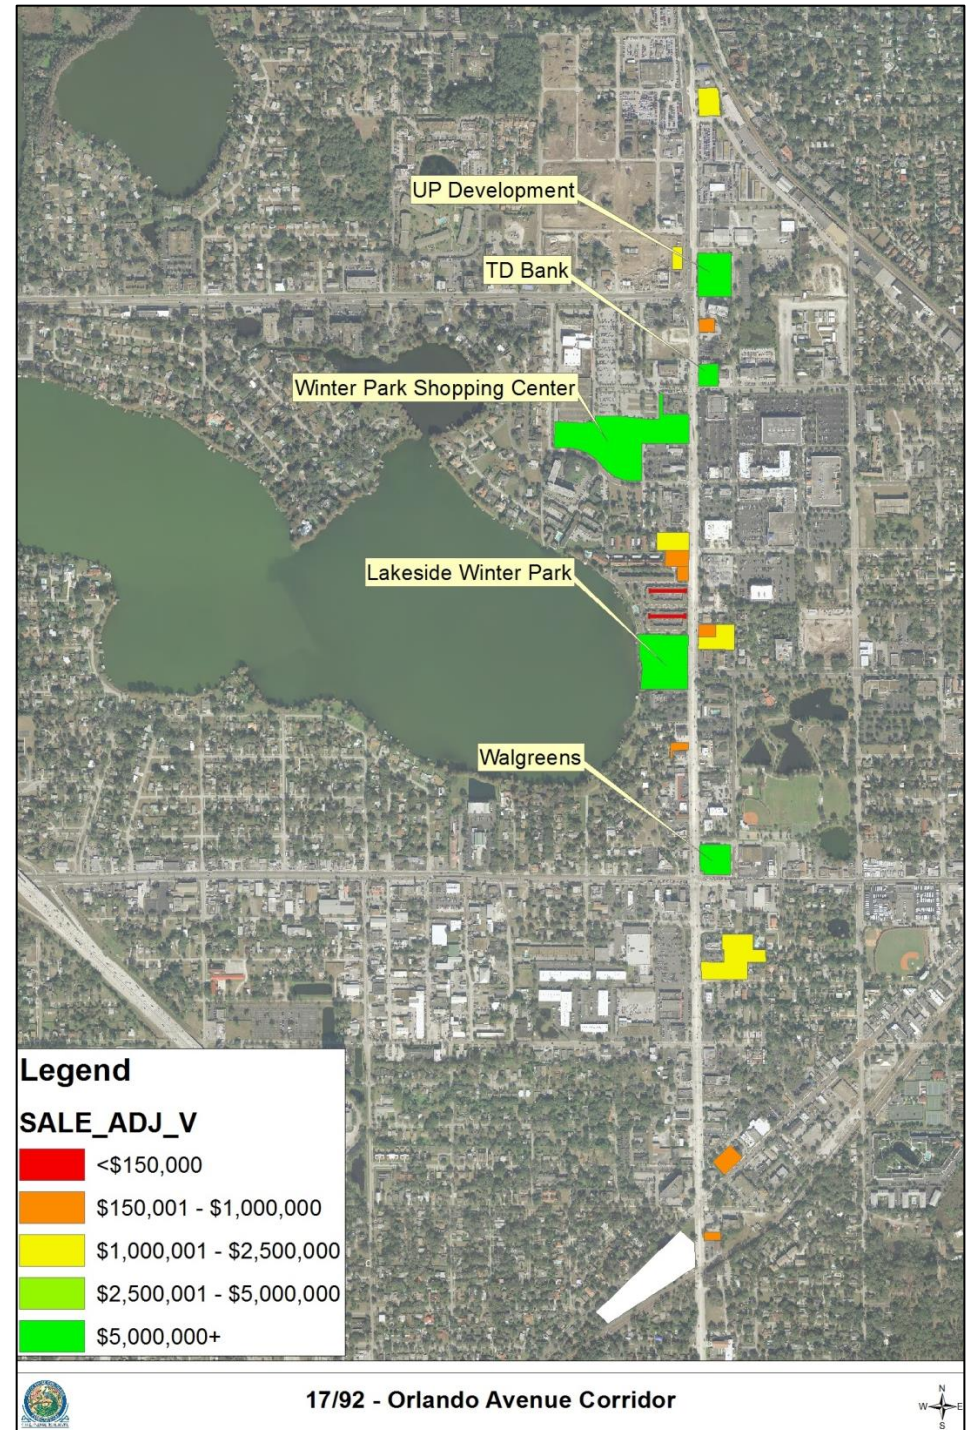 UP Development
TD Bank
Winter Park Shopping Center
Lakeside Winter Park
Walgreens
Legend
SALE_ADJ_V
<$150,000
$150,001 - $1,000,000
$1,000,001 - $2,500,000
$2,500,001 - $5,000,000
$5,000,000+
17/92 - Orlando Avenue Corridor
N
W
E
S